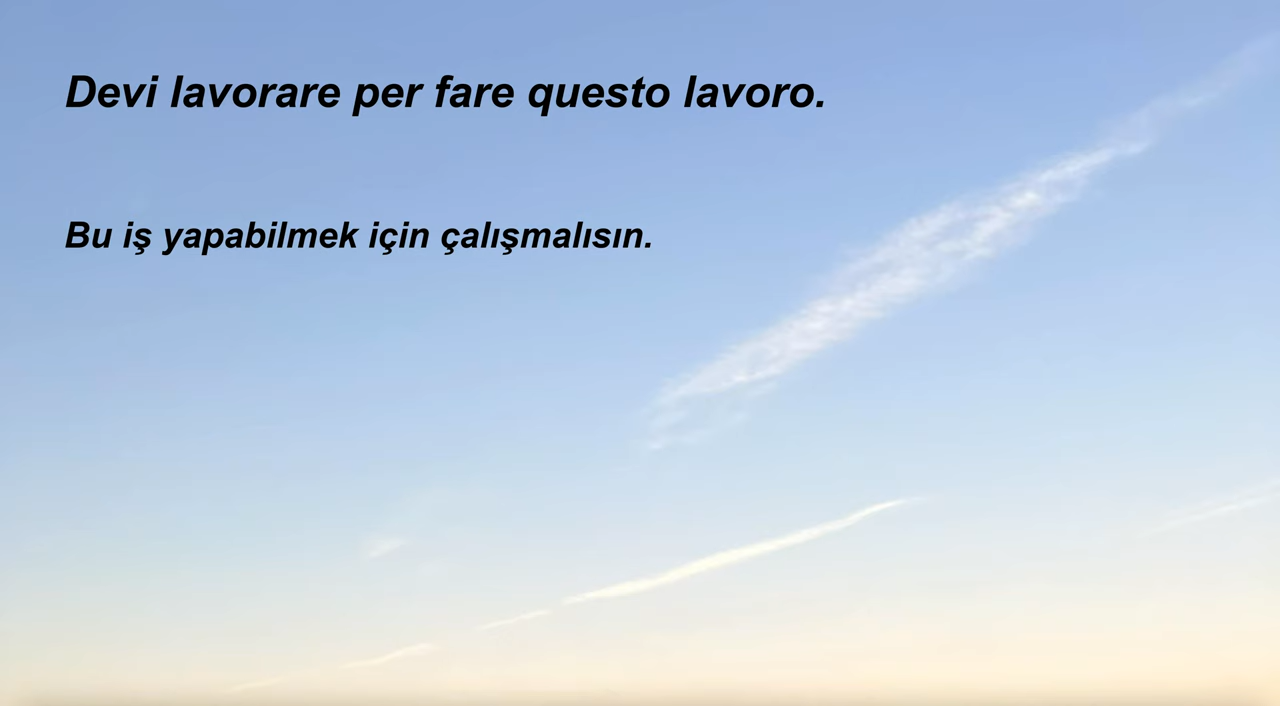 Devi lavorare per fare questo lavoro.
Bu iş yapabilmek için çalışmalısın.